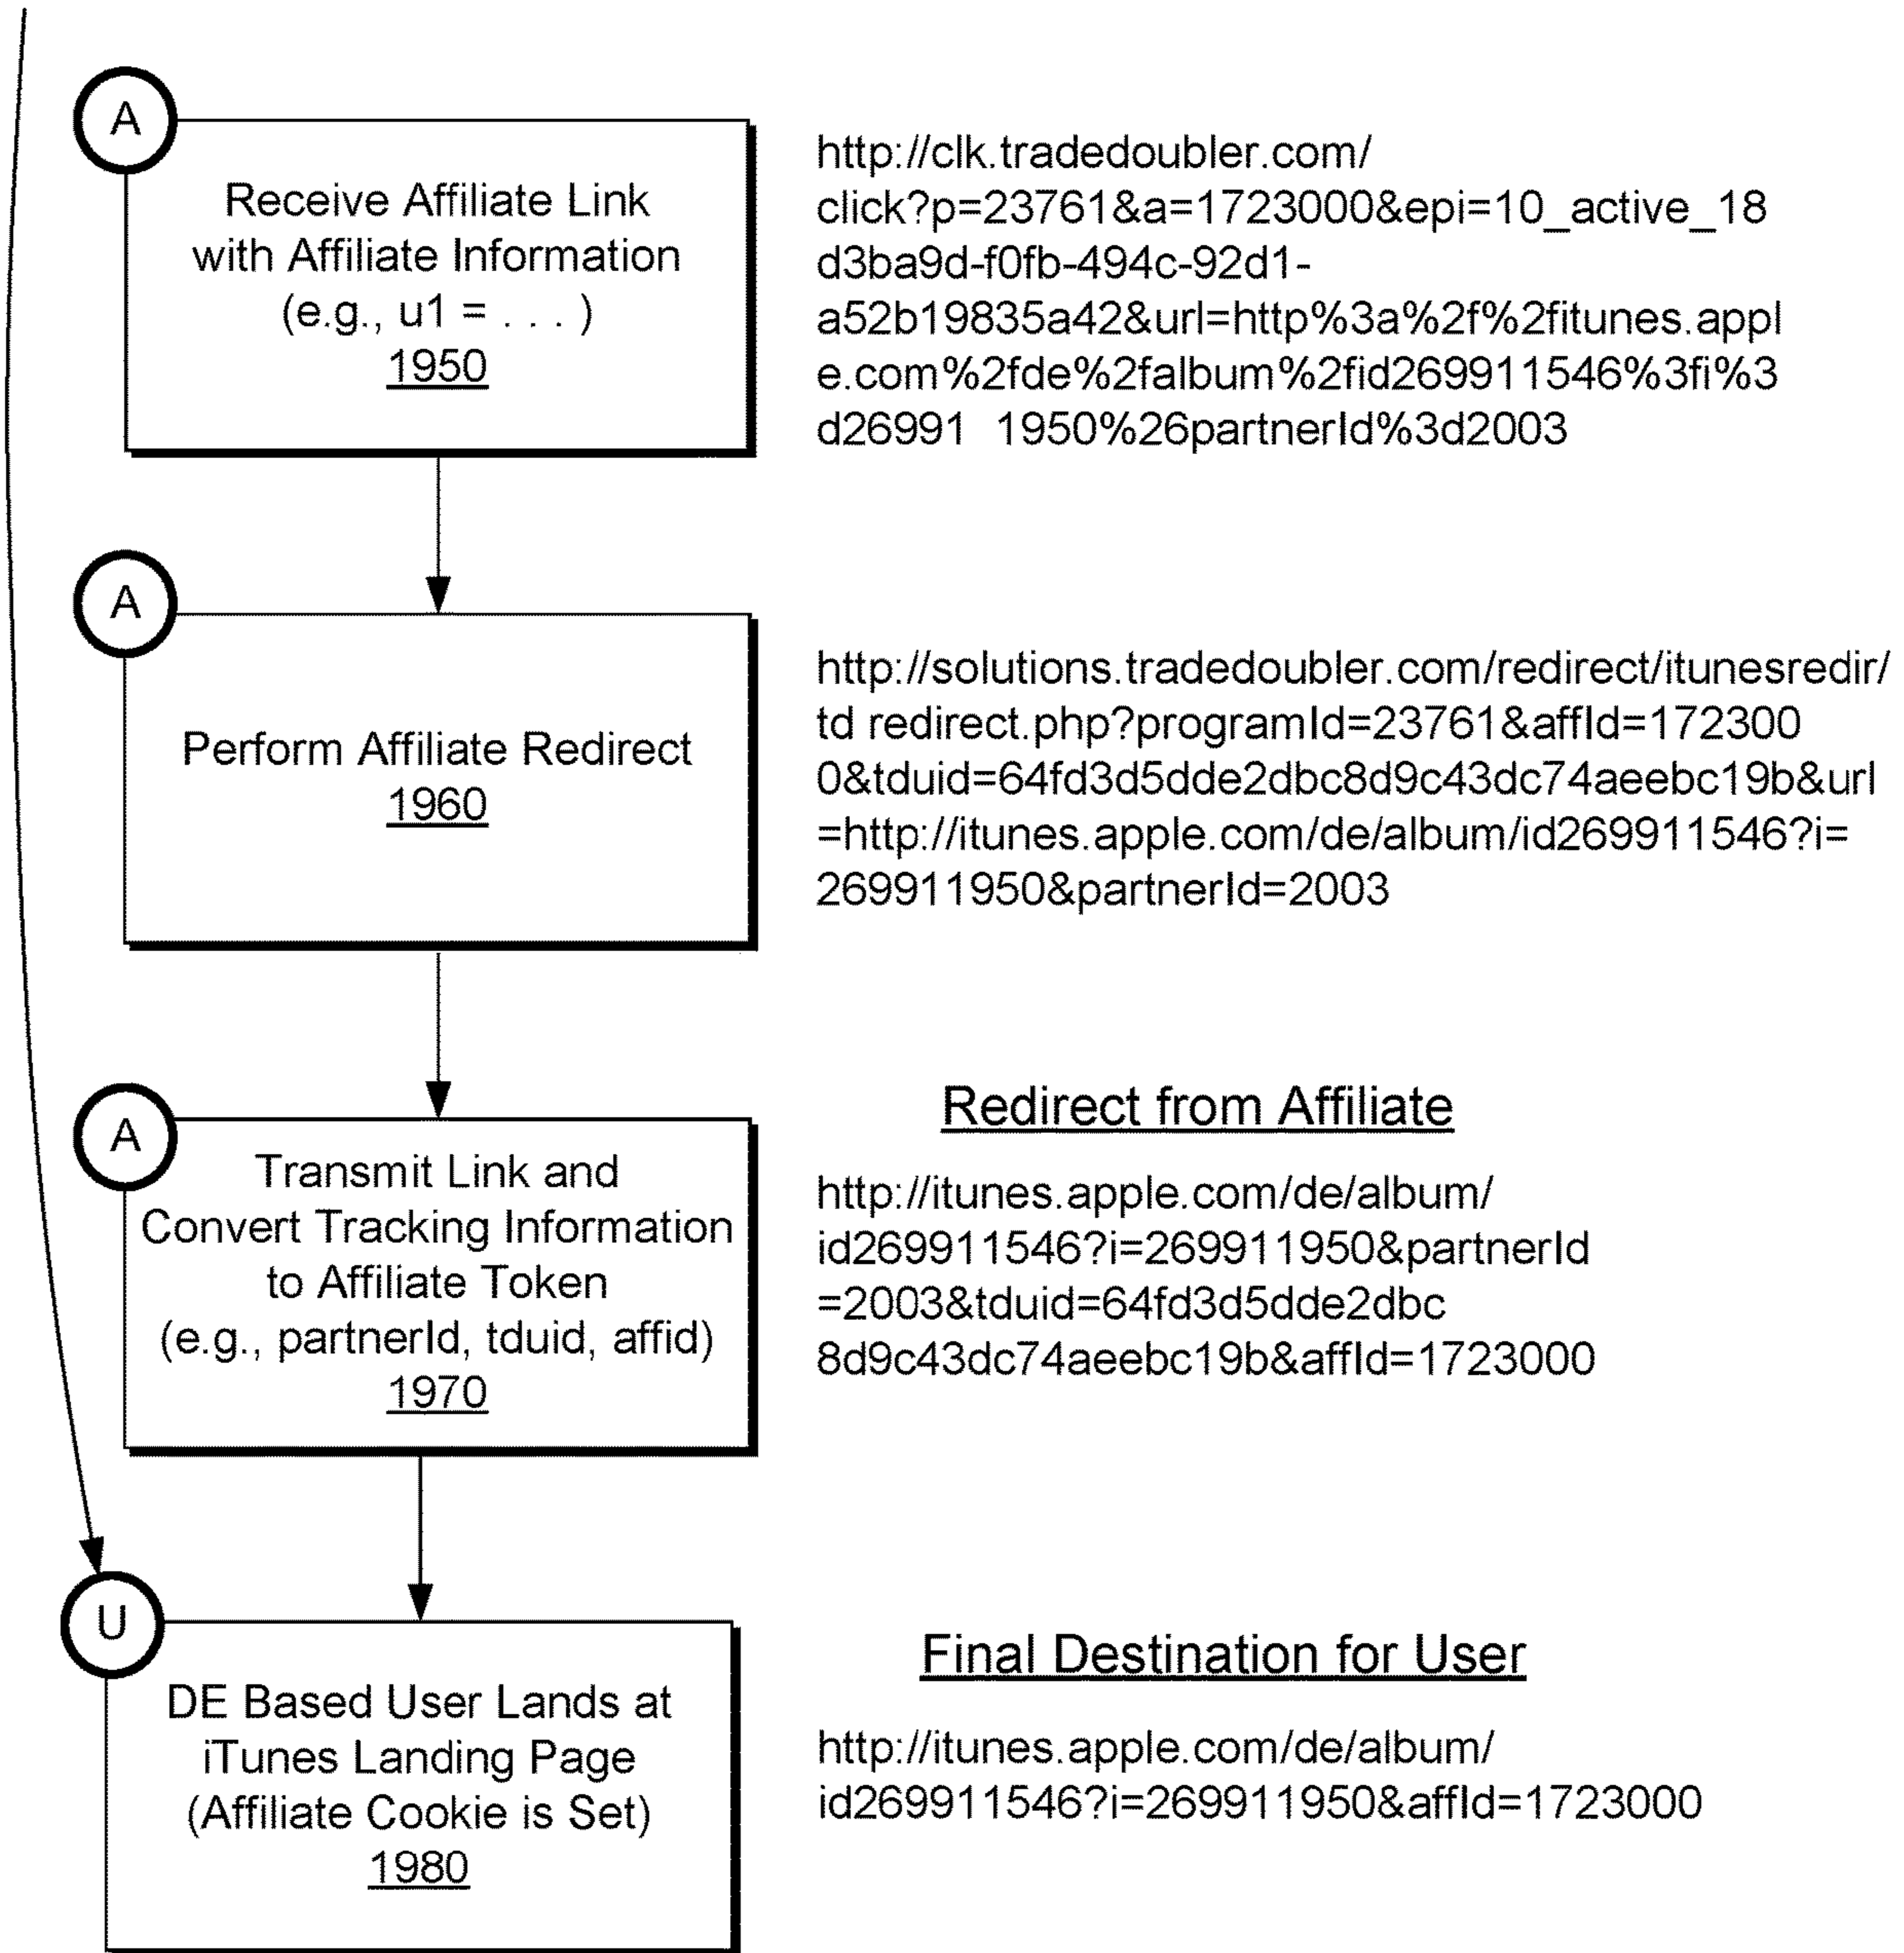 A
Receive Affiliate Link
with Affiliate Information
(e.g., u1 = . . . )
1950
http://clk.tradedoubler.com/
click?p=23761&a=1723000&epi=10_active_18
d3ba9d-f0fb-494c-92d1-
a52b19835a42&url=http%3a%2f%2fitunes.appl
e.com%2fde%2falbum%2fid269911546%3fi%3
d26991 1950%26partnerId%3d2003
A
Perform Affiliate Redirect
1960
http://solutions.tradedoubler.com/redirect/itunesredir/
td redirect.php?programId=23761&affId=172300
0&tduid=64fd3d5dde2dbc8d9c43dc74aeebc19b&url
=http://itunes.apple.com/de/album/id269911546?i=
269911950&partnerId=2003
A
Transmit Link and
Convert Tracking Information
to Affiliate Token
(e.g., partnerId, tduid, affid)
1970
Redirect from Affiliate
http://itunes.apple.com/de/album/
id269911546?i=269911950&partnerId
=2003&tduid=64fd3d5dde2dbc
8d9c43dc74aeebc19b&affId=1723000
U
DE Based User Lands at
iTunes Landing Page
(Affiliate Cookie is Set)
1980
Final Destination for User
http://itunes.apple.com/de/album/
id269911546?i=269911950&affId=1723000